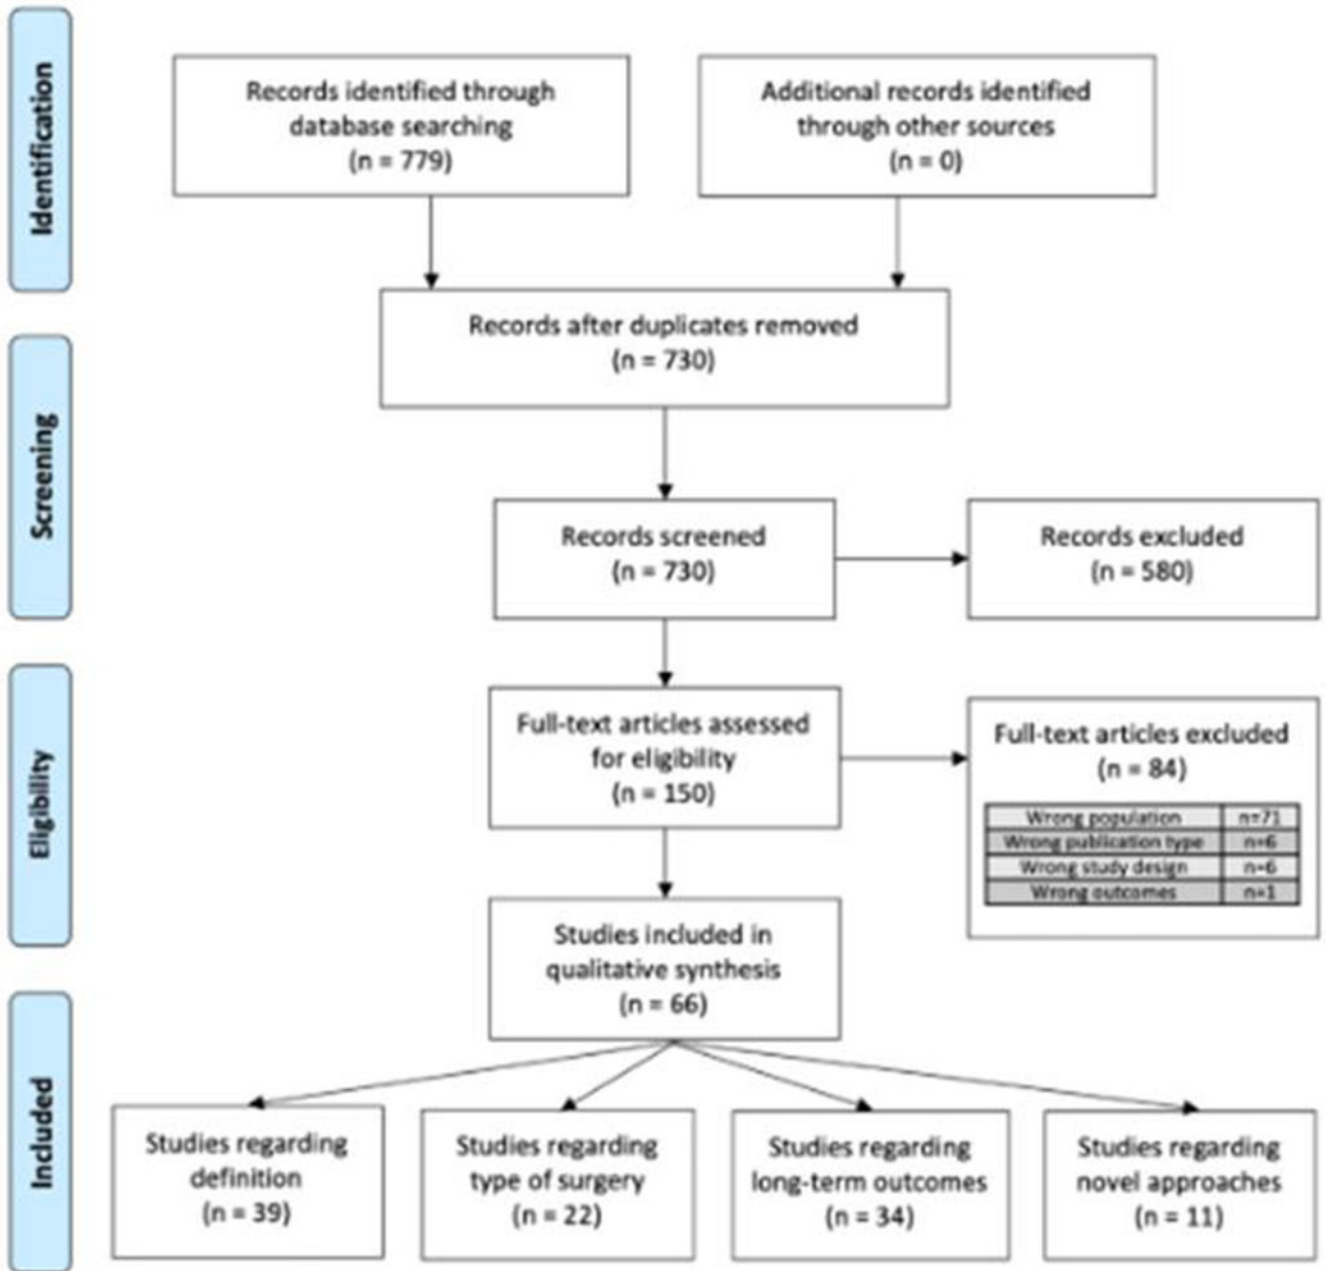 Identification
Records identified through
database searching
(n = 779)
Additional records identified
through other sources
(n = 0)
Records after duplicates removed
(n = 730)
Screening
Records screened
(n = 730)
Records excluded
(n = 580)
Eligibility
Full-text articles assessed
for eligibility
(n = 150)
Full-text articles excluded
(n = 84)
Wrong population n=71
Wrong publication type n=6
Wrong study design n=6
Wrong outcomes n=1
Studies included in
qualitative synthesis
(n = 66)
Included
Studies regarding
definition
(n = 39)
Studies regarding
type of surgery
(n = 22)
Studies regarding
long-term outcomes
(n = 34)
Studies regarding
novel approaches
(n = 11)